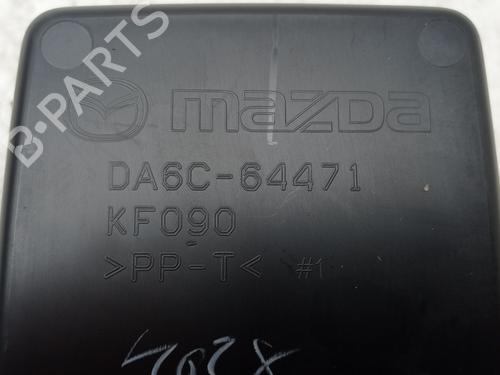 B-PARTS
mazda
DA6C-64471
KF090
>PP-T< #1